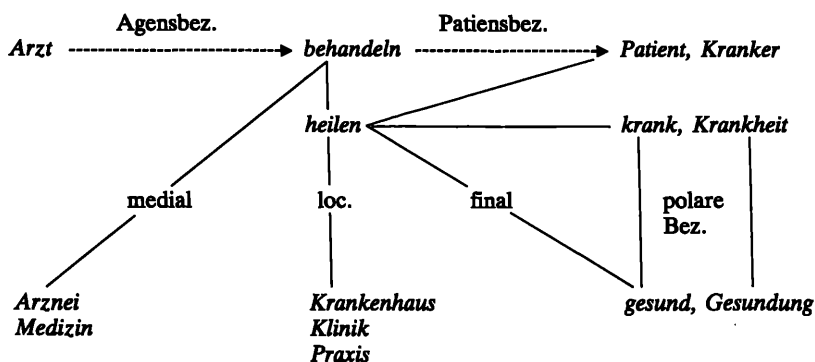 Agensbez. Patiensbez.
Arzt behandeln Patient, Kranker
heilen krank, Krankheit
medial loc. final polare
Bez.
Arznei Krankenhaus gesund, Gesundung
Medizin Klinik
Praxis